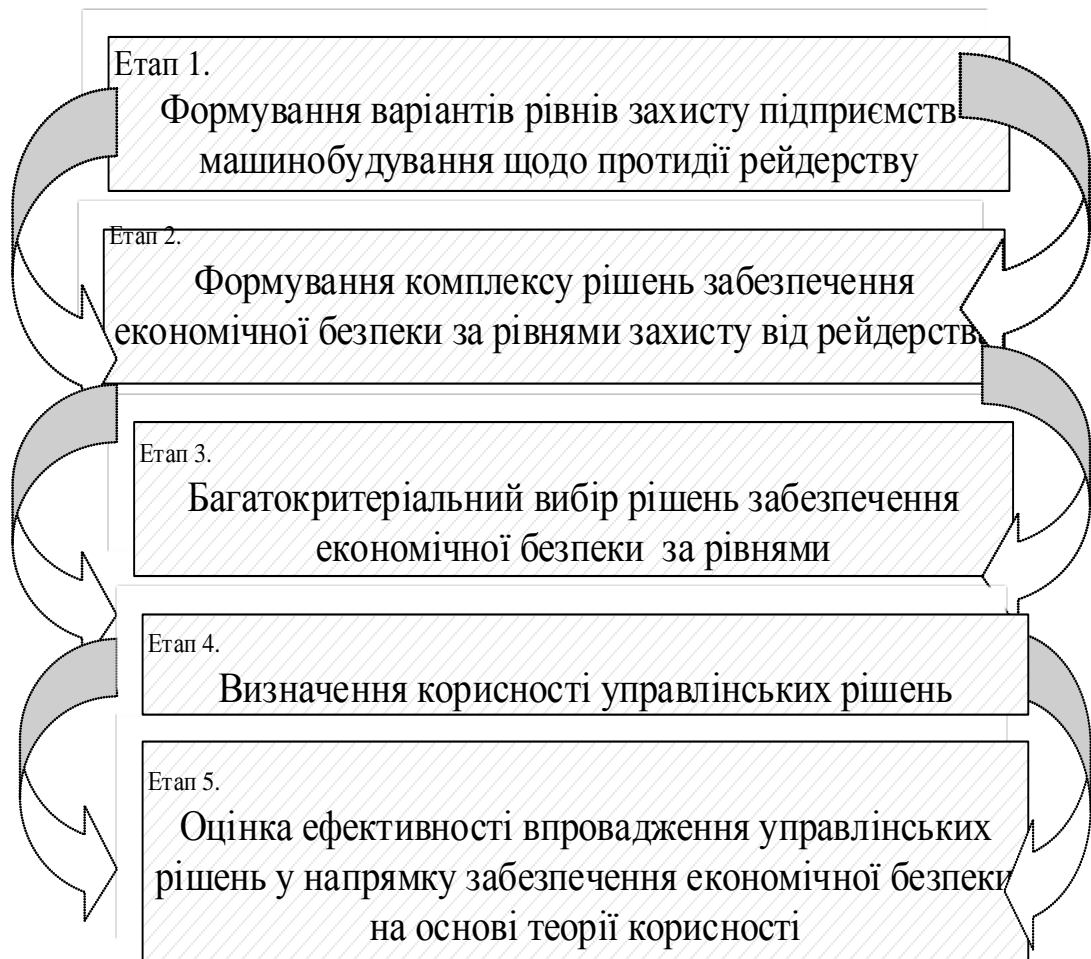 Етап 1.
Формування варіантів рівнів захисту підприємств
машинобудування щодо протидії рейдерству
Етап 2.
Формування комплексу рішень забезпечення
економічної безпеки за рівнями захисту від рейдерства
Етап 3.
Багатокритеріальний вибір рішень забезпечення
економічної безпеки за рівнями
Етап 4.
Визначення корисності управлінських рішень
Етап 5.
Оцінка ефективності впровадження управлінських
рішень у напрямку забезпечення економічної безпеки
на основі теорії корисності